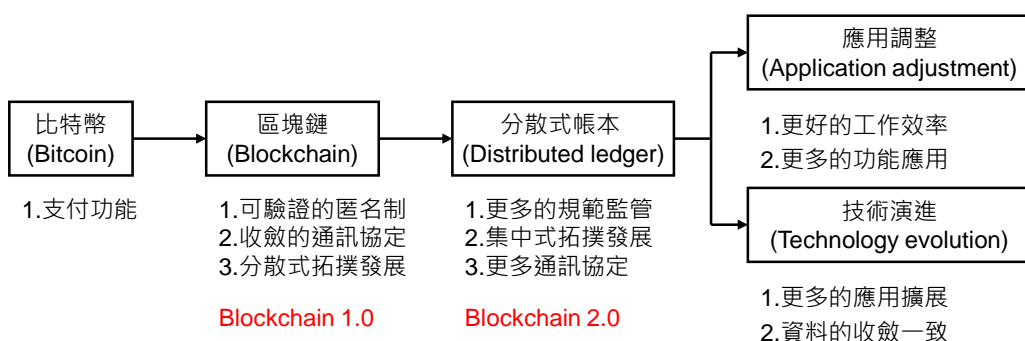 比特幣
(Bitcoin)
1.支付功能
區塊鏈
(Blockchain)
1.可驗證的匿名制
2.收斂的通訊協定
3.分散式拓撲發展
Blockchain 1.0
分散式帳本
(Distributed ledger)
1.更多的規範監管
2.集中式拓撲發展
3.更多通訊協定
Blockchain 2.0
應用調整
(Application adjustment)
1.更好的工作效率
2.更多的功能應用
技術演進
(Technology evolution)
1.更多的應用擴展
2.資料的收斂一致